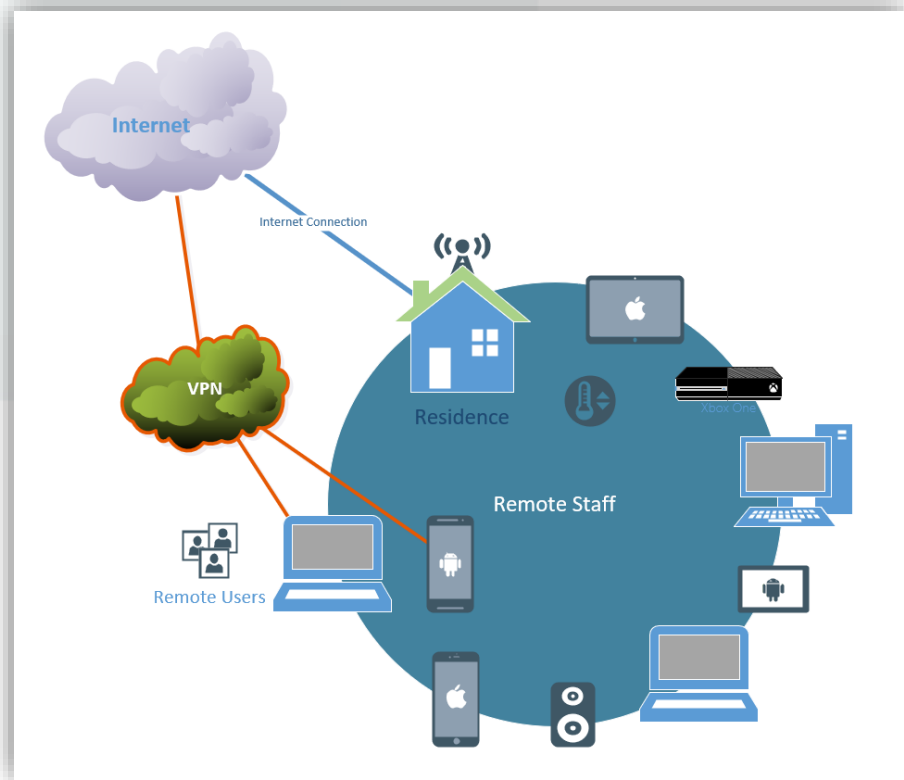 Internet
Internet Connection
VPN
Residence
Xbox One
Remote Staff
Remote Users